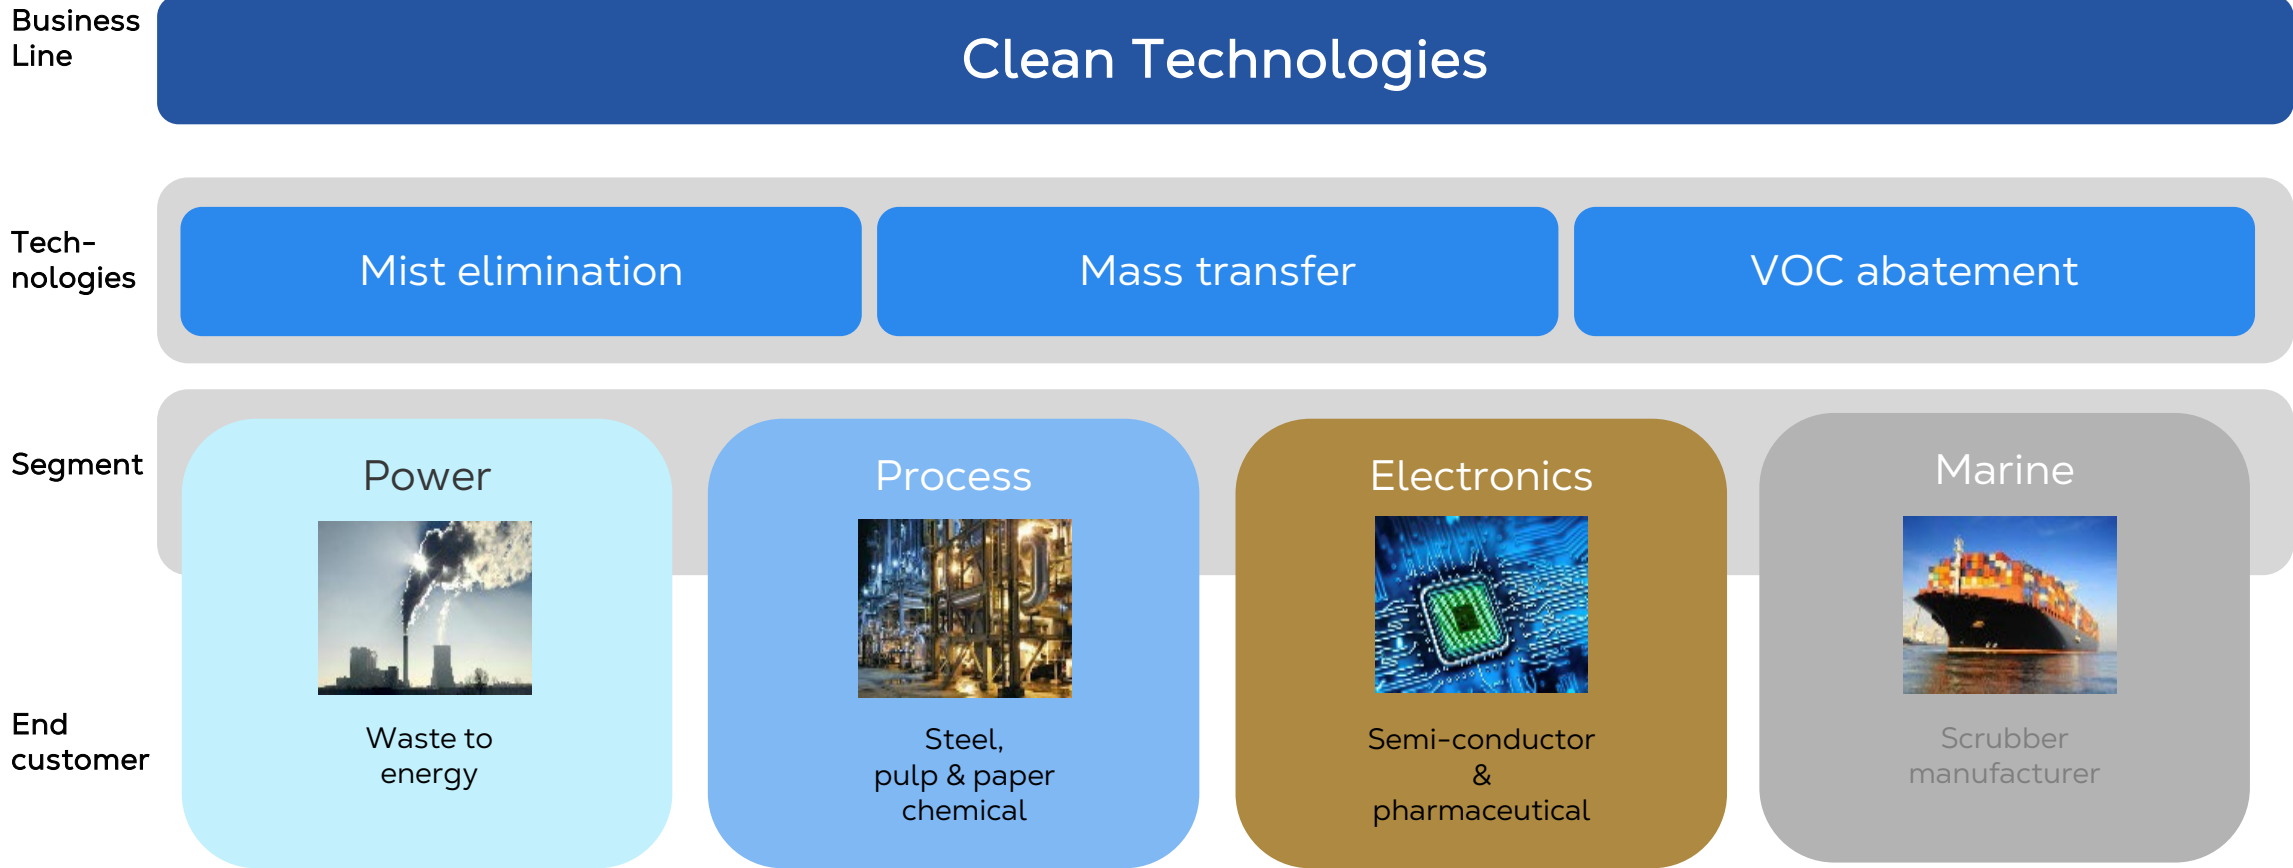 Business
Line
Clean Technologies
Tech-
nologies
Mist elimination
Mass transfer
VOC abatement
Segment
Power
Process
Electronics
Marine
End
customer
Waste to
energy
Steel,
pulp & paper
chemical
Semi-conductor
&
pharmaceutical
Scrubber
manufacturer